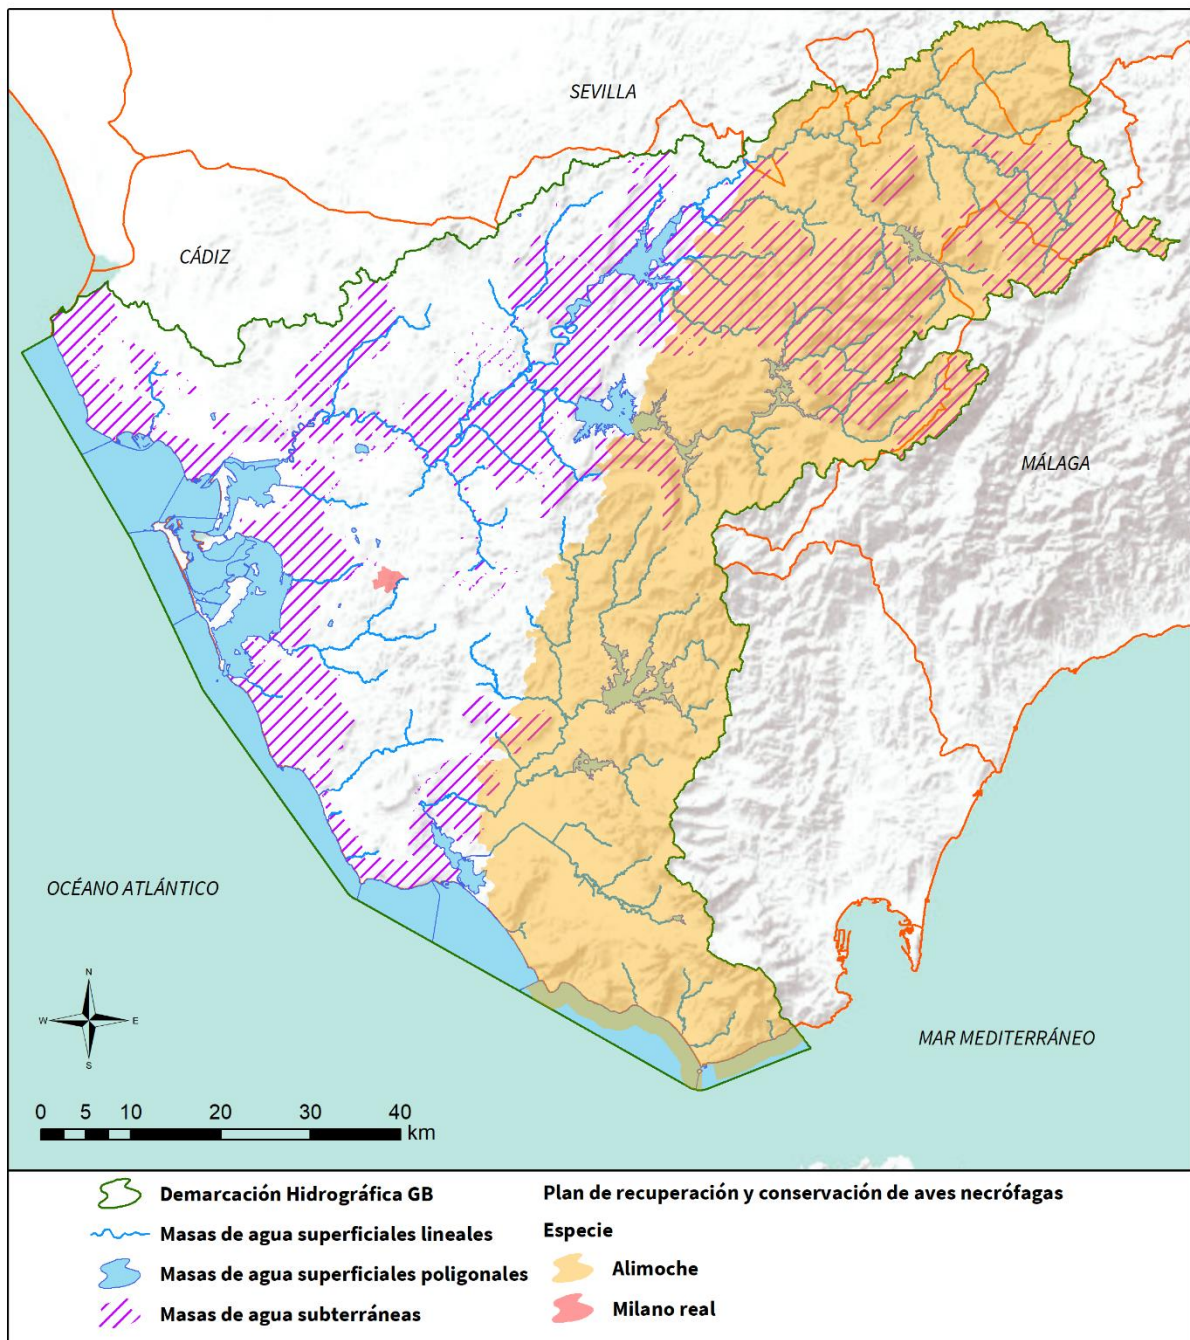 SEVILLA
CÁDIZ
MÁLAGA
OCÉANO ATLÁNTICO
N
W E
S
MAR MEDITERRÁNEO
0 5 10 20 30 40
km
Demarcación Hidrográfica GB
Masas de agua superficiales lineales
Masas de agua superficiales poligonales
Masas de agua subterráneas
Plan de recuperación y conservación de aves necrófagas
Especie
Alimoche
Milano real